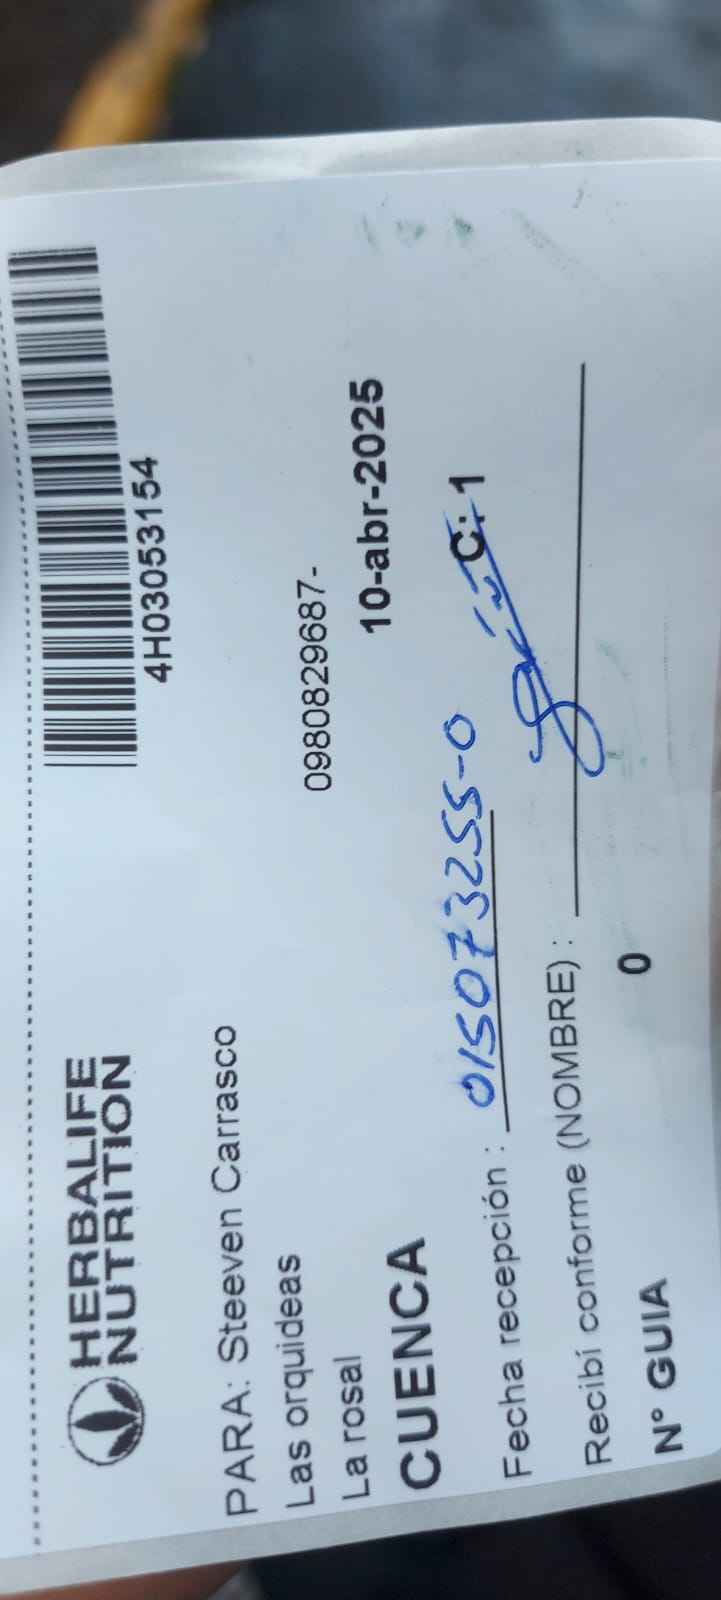 HERBALIFE
NUTRITION
4H03053154
PARA: Steeven Carrasco
Las orquideas
0980829687-
La rosal
10-abr-2025
CUENCA
C: 1
Fecha recepción : 015073255-0
Recibí conforme (NOMBRE) :
0
N° GUIA